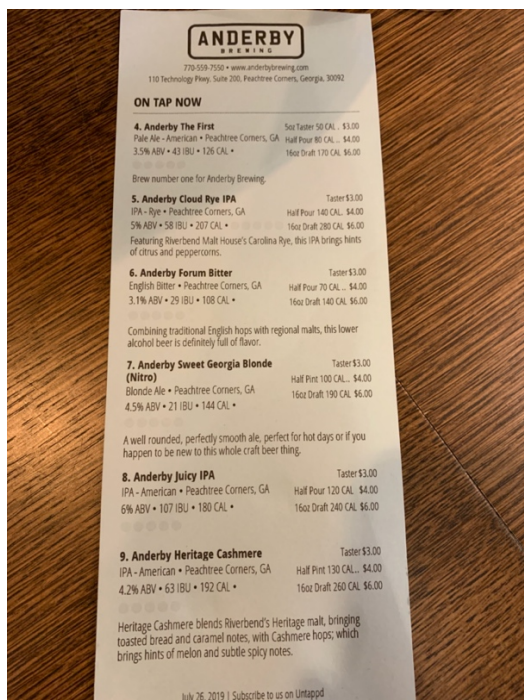 ANDERBY
BREWING
770-559-7550 • www.anderbybrewing.com
110 Technology Pkwy, Suite 200, Peachtree Corners, Georgia, 30092
ON TAP NOW
4. Anderby The First 5oz Taster 50 CAL . $3.00
Pale Ale - American • Peachtree Corners, GA Half Pour 80 CAL .. $4.00
3.5% ABV • 43 IBU • 126 CAL • 16oz Draft 170 CAL $6.00
Brew number one for Anderby Brewing.
5. Anderby Cloud Rye IPA Taster $3.00
IPA - Rye • Peachtree Corners, GA Half Pour 140 CAL. $4.00
5% ABV • 58 IBU • 207 CAL • 16oz Draft 280 CAL $6.00
Featuring Riverbend Malt House's Carolina Rye, this IPA brings hints
of citrus and peppercorns.
6. Anderby Forum Bitter Taster $3.00
English Bitter • Peachtree Corners, GA Half Pour 70 CAL .. $4.00
3.1% ABV • 29 IBU • 108 CAL • 16oz Draft 140 CAL $6.00
Combining traditional English hops with regional malts, this lower
alcohol beer is definitely full of flavor.
7. Anderby Sweet Georgia Blonde Taster $3.00
(Nitro) Half Pint 100 CAL... $4.00
Blonde Ale • Peachtree Corners, GA 16oz Draft 190 CAL $6.00
4.5% ABV • 21 IBU • 144 CAL •
A well rounded, perfectly smooth ale, perfect for hot days or if you
happen to be new to this whole craft beer thing.
8. Anderby Juicy IPA Taster $3.00
IPA - American • Peachtree Corners, GA Half Pour 120 CAL $4.00
6% ABV • 107 IBU • 180 CAL • 16oz Draft 240 CAL $6.00
9. Anderby Heritage Cashmere Taster $3.00
IPA - American • Peachtree Corners, GA Half Pint 130 CAL... $4.00
4.2% ABV • 63 IBU • 192 CAL • 16oz Draft 260 CAL $6.00
Heritage Cashmere blends Riverbend's Heritage malt, bringing
toasted bread and caramel notes, with Cashmere hops; which
brings hints of melon and subtle spicy notes.
July 26, 2019 | Subscribe to us on Untappd